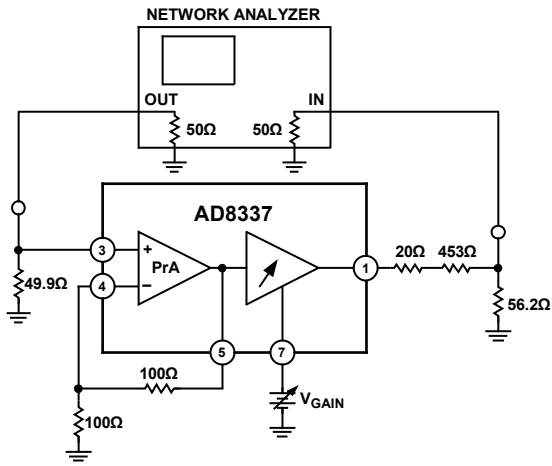 NETWORK ANALYZER
OUT
IN
50Ω
50Ω
AD8337
3
+
PrA
4
−
1
20Ω
453Ω
49.9Ω
56.2Ω
5
7
100Ω
VGAIN
100Ω